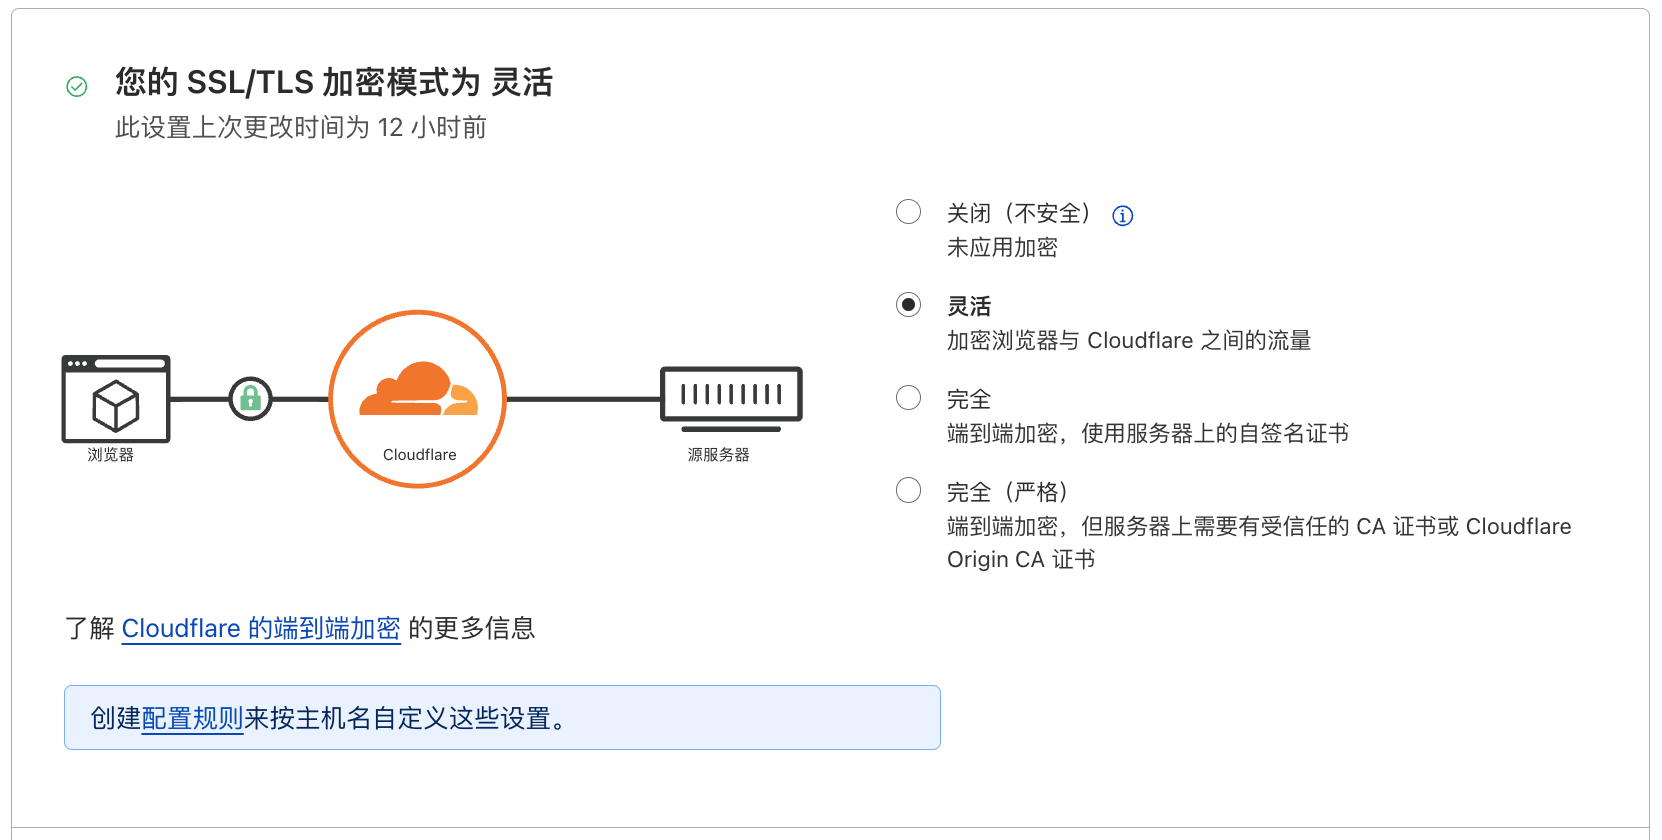 您的 SSL/TLS 加密模式为 灵活
此设置上次更改时间为 12 小时前
关闭（不安全）
未应用加密
灵活
加密浏览器与 Cloudflare 之间的流量
完全
端到端加密，使用服务器上的自签名证书
完全（严格）
端到端加密，但服务器上需要有受信任的 CA 证书或 Cloudflare
Origin CA 证书
浏览器
Cloudflare
源服务器
了解 Cloudflare 的端到端加密 的更多信息
创建配置规则来按主机名自定义这些设置。